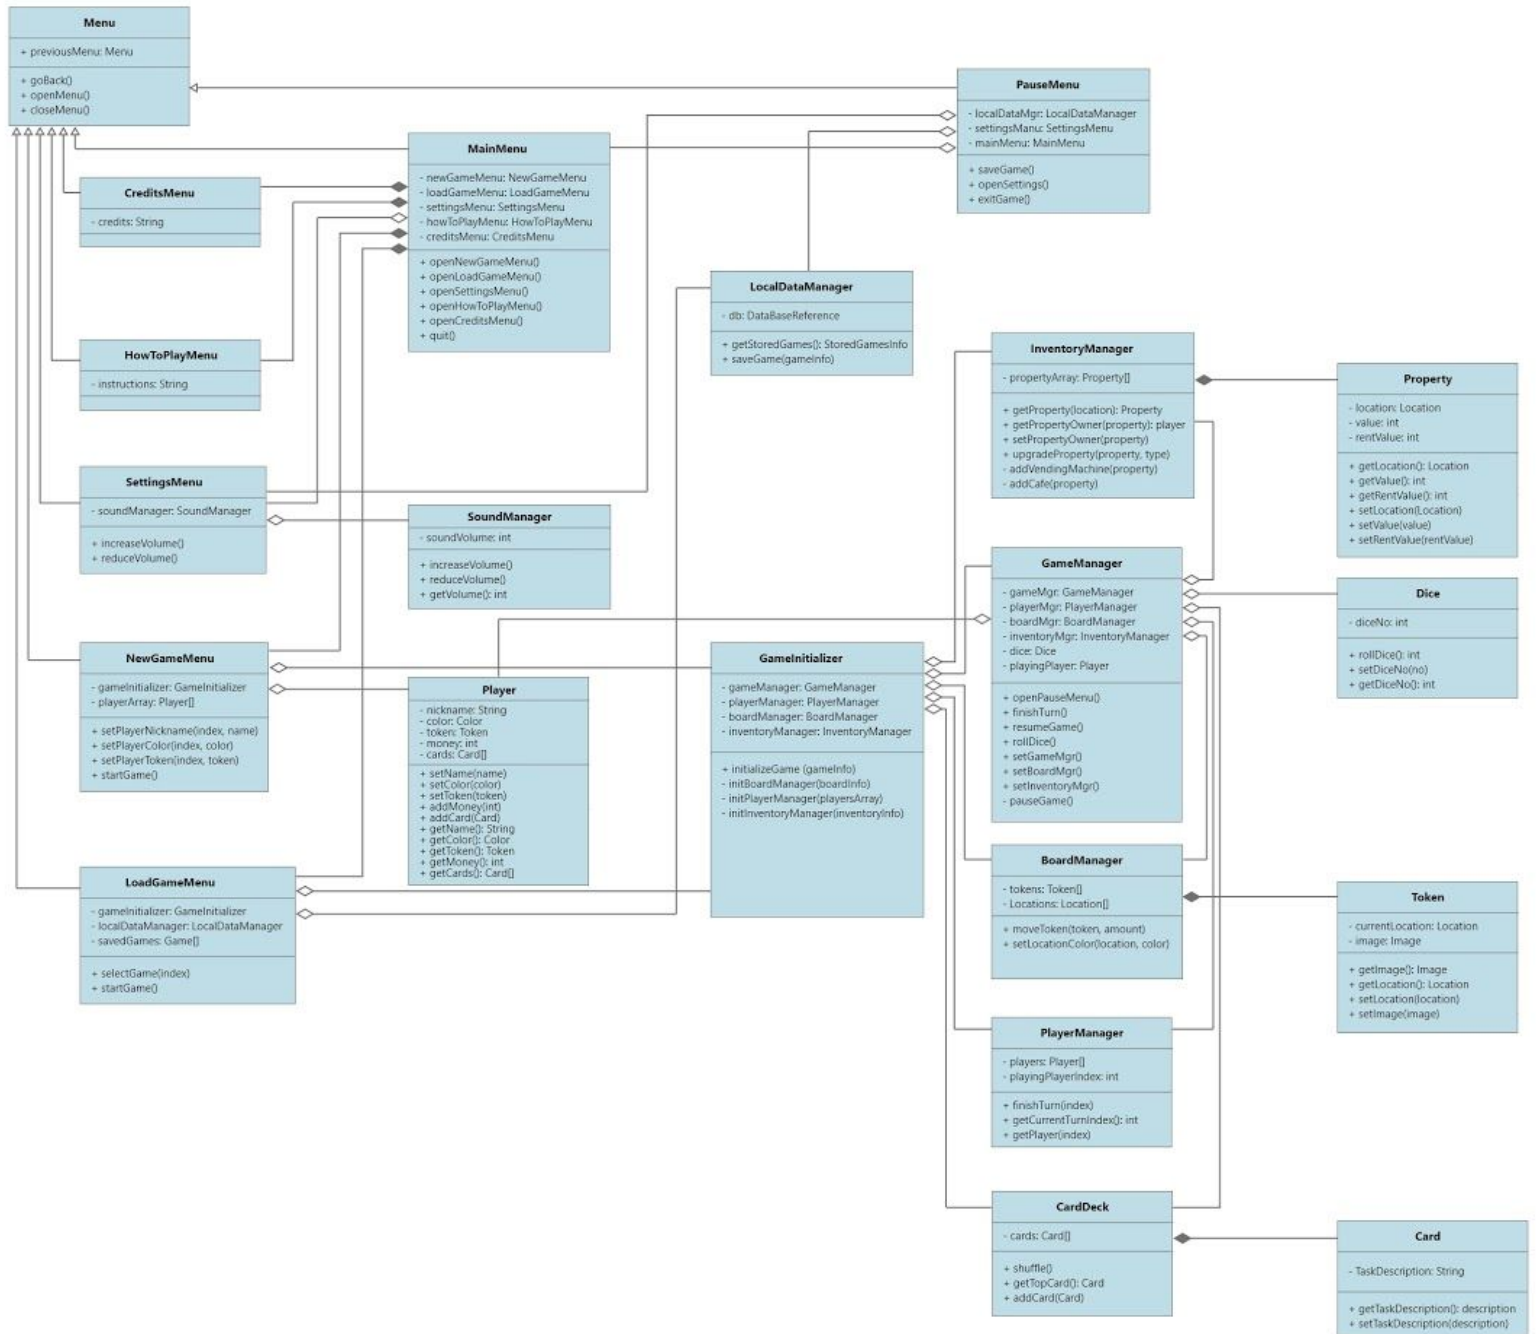 Menu
+ previousMenu: Menu
+ goBack()
+ openMenu()
+ closeMenu()
PauseMenu
- localDataMgr: LocalDataManager
- settingsManu: SettingsMenu
- mainMenu: MainMenu
+ saveGame()
+ openSettings()
+ exitGame()
MainMenu
- newGameMenu: NewGameMenu
- loadGameMenu: LoadGameMenu
- settingsMenu: SettingsMenu
- howToPlayMenu: HowToPlayMenu
- creditsMenu: CreditsMenu
+ openNewGameMenu()
+ openLoadGameMenu()
+ openSettingsMenu()
+ openHowToPlayMenu()
+ openCreditsMenu()
+ quit()
CreditsMenu
- credits: String
LocalDataManager
- db: DataBaseReference
+ getStoredGames(): StoredGamesInfo
+ saveGame(gameInfo)
HowToPlayMenu
- instructions: String
InventoryManager
- propertyArray: Property[]
+ getProperty(location): Property
+ getPropertyOwner(property): player
+ setPropertyOwner(property)
+ upgradeProperty(property, type)
- addVendingMachine(property)
- addCafe(property)
Property
- location: Location
- value: int
- rentValue: int
+ getLocation(): Location
+ getValue(): int
+ getRentValue(): int
+ setLocation(Location)
+ setValue(value)
+ setRentValue(rentValue)
SettingsMenu
- soundManager: SoundManager
+ increaseVolume()
+ reduceVolume()
SoundManager
- soundVolume: int
+ increaseVolume()
+ reduceVolume()
+ getVolume(): int
GameManager
- gameMgr: GameManager
- playerMgr: PlayerManager
- boardMgr: BoardManager
- inventoryMgr: InventoryManager
- dice: Dice
- playingPlayer: Player
+ openPauseMenu()
+ finishTurn()
+ resumeGame()
+ rollDice()
+ setGameMgr()
+ setBoardMgr()
+ setInventoryMgr()
- pauseGame()
Dice
- diceNo: int
+ rollDice(): int
+ setDiceNo(no)
+ getDiceNo(): int
NewGameMenu
- gameInitializer: GameInitializer
- playerArray: Player[]
+ setPlayerNickname(index, name)
+ setPlayerColor(index, color)
+ setPlayerToken(index, token)
+ startGame()
Player
- nickname: String
- color: Color
- token: Token
- money: int
- cards: Card[]
+ setName(name)
+ setColor(color)
+ setToken(token)
+ addMoney(int)
+ addCard(Card)
+ getName(): String
+ getColor(): Color
+ getToken(): Token
+ getMoney(): int
+ getCards(): Card[]
GameInitializer
- gameManager: GameManager
- playerManager: PlayerManager
- boardManager: BoardManager
- inventoryManager: InventoryManager
+ initializeGame (gameInfo)
- initBoardManager(boardInfo)
- initPlayerManager(playersArray)
- initInventoryManager(inventoryInfo)
LoadGameMenu
- gameInitializer: GameInitializer
- localDataManager: LocalDataManager
- savedGames: Game[]
+ selectGame(index)
+ startGame()
BoardManager
- tokens: Token[]
- Locations: Location[]
+ moveToken(token, amount)
+ setLocationColor(location, color)
Token
- currentLocation: Location
- image: Image
+ getImage(): Image
+ getLocation(): Location
+ setLocation(location)
+ setImage(image)
PlayerManager
- players: Player[]
- playingPlayerIndex: int
+ finishTurn(index)
+ getCurrentTurnIndex(): int
+ getPlayer(index)
CardDeck
- cards: Card[]
+ shuffle()
+ getTopCard(): Card
+ addCard(Card)
Card
- TaskDescription: String
+ getTaskDescription(): description
+ setTaskDescription(description)